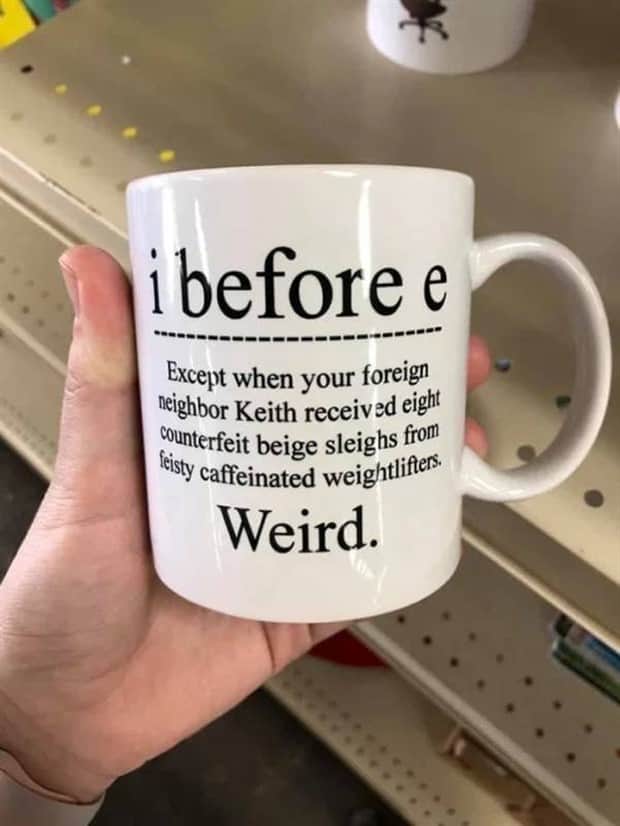 i before e
Except when your foreign
neighbor Keith received eight
counterfeit beige sleighs from
feisty caffeinated weightlifters.
Weird.